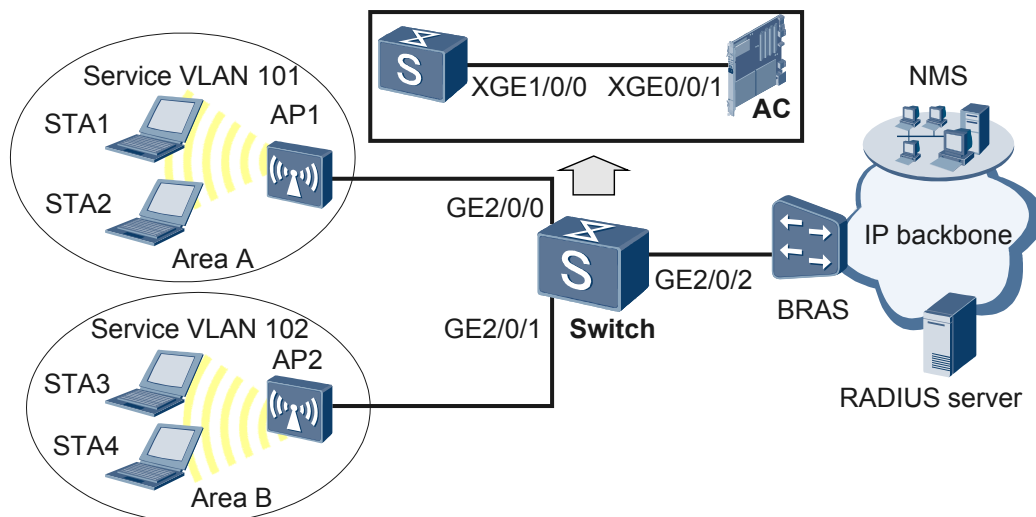 Service VLAN 101
STA1
AP1
STA2
Area A
XGE1/0/0
XGE0/0/1
AC
NMS
GE2/0/0
IP backbone
GE2/0/2
BRAS
GE2/0/1
Switch
Service VLAN 102
AP2
STA3
STA4
Area B
RADIUS server
S
S